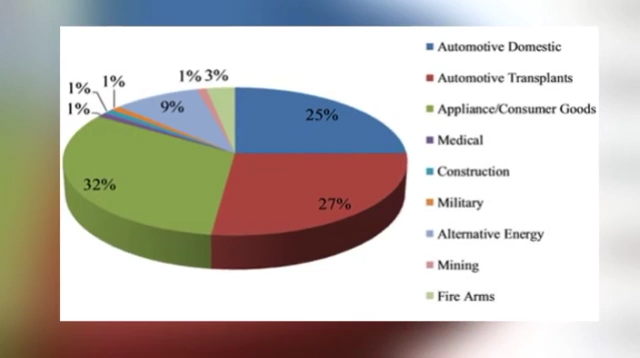 1% 3%
1%
1%
1%
9%
25%
32%
27%
Automotive Domestic
Automotive Transplants
Appliance/Consumer Goods
Medical
Construction
Military
Alternative Energy
Mining
Fire Arms